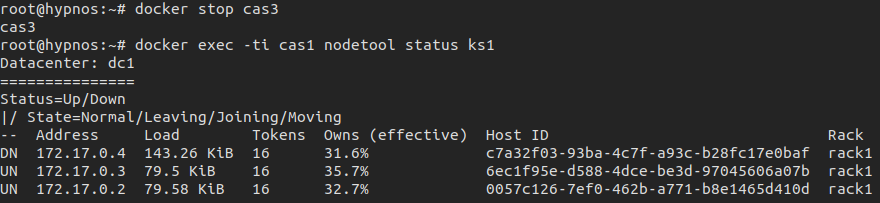 root@hypnos:~# docker stop cas3
cas3
root@hypnos:~# docker exec -ti cas1 nodetool status ks1
Datacenter: dc1
===============
Status=Up/Down
|/ State=Normal/Leaving/Joining/Moving
--  Address     Load        Tokens  Owns (effective)  Host ID                               Rack
DN  172.17.0.4  143.26 KiB  16      31.6%             c7a32f03-93ba-4c7f-a93c-b28fc17e0baf  rack1
UN  172.17.0.3  79.5 KiB    16      35.7%             6ec1f95e-d588-4dce-be3d-97045606a07b  rack1
UN  172.17.0.2  79.58 KiB   16      32.7%             0057c126-7ef0-462b-a771-b8e1465d410d  rack1